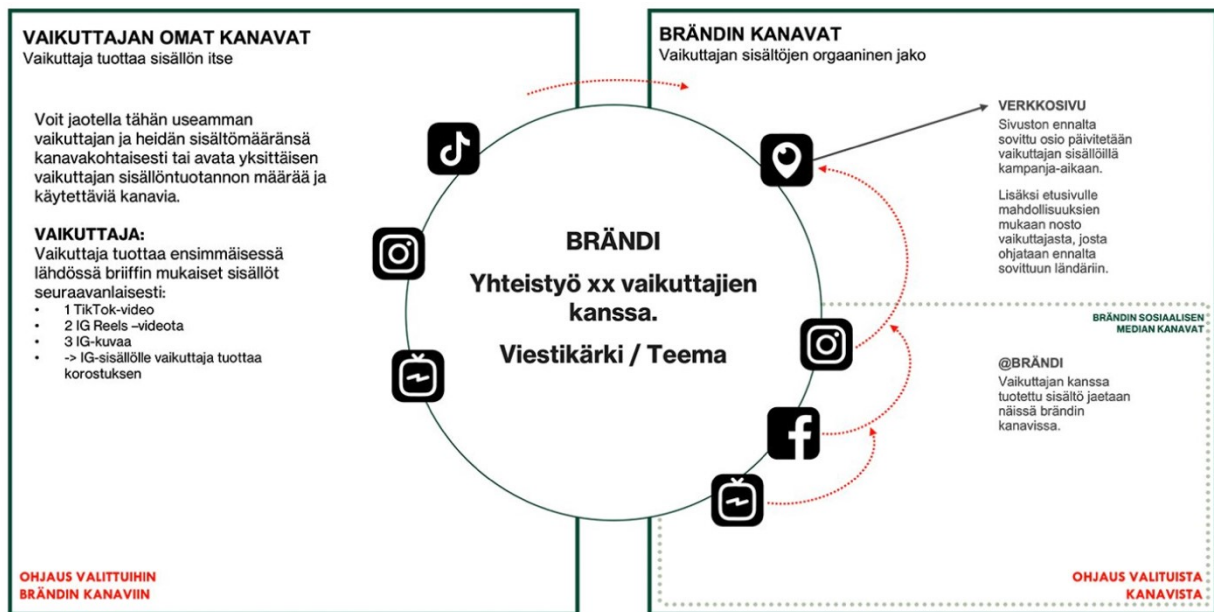 VAIKUTTAJAN OMAT KANAVAT
Vaikuttaja tuottaa sisällön itse
Voit jaotella tähän useamman
vaikuttajan ja heidän sisältömääränsä
kanavakohtaisesti tai avata yksittäisen
vaikuttajan sisällöntuotannon määrää ja
käytettäviä kanavia.
VAIKUTTAJA:
Vaikuttaja tuottaa ensimmäisessä
lähdössä briiffin mukaiset sisällöt
seuraavanlaisesti:
• 1 TikTok-video
• 2 IG Reels –videota
• 3 IG-kuvaa
• -> IG-sisällölle vaikuttaja tuottaa
korostuksen
OHJAUS VALITTUIHIN
BRÄNDIN KANAVIIN
BRÄNDI
Yhteistyö xx vaikuttajien
kanssa.
Viestikärki / Teema
BRÄNDIN KANAVAT
Vaikuttajan sisältöjen orgaaninen jako
VERKKOSIVU
Sivuston ennalta
sovittu osio päivitetään
vaikuttajan sisällöillä
kampanja-aikaan.
Lisäksi etusivulle
mahdollisuuksien
mukaan nosto
vaikuttajasta, josta
ohjataan ennalta
sovittuun ländäriin.
BRÄNDIN SOSIAALISEN
MEDIAN KANAVAT
@BRÄNDI
Vaikuttajan kanssa
tuotettu sisältö jaetaan
näissä brändin
kanavissa.
OHJAUS VALITUISTA
KANAVISTA